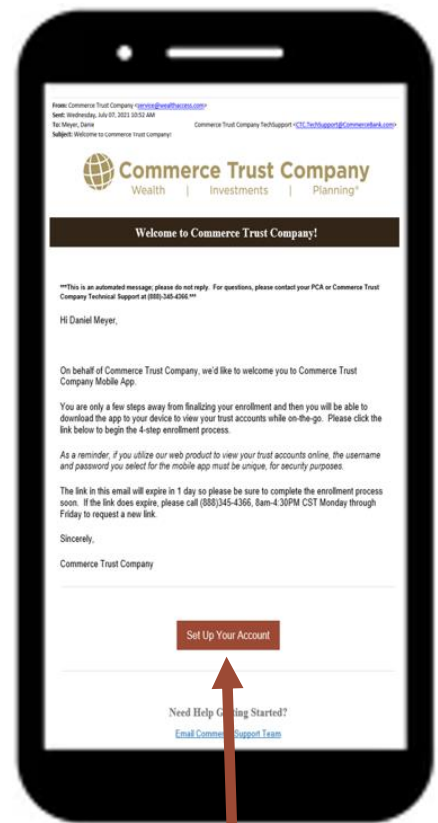 From: Commerce Trust Company <service@wealthaccess.com>
Sent: Wednesday, July 07, 2021 10:52 AM
To: Meyer, Dane Commerce Trust Company TechSupport <CTC.TechSupport@CommerceBank.com>
Subject: Welcome to Commerce Trust Company!
Commerce Trust Company
Wealth | Investments | Planning*
Welcome to Commerce Trust Company!
***This is an automated message; please do not reply. For questions, please contact your PCA or Commerce Trust
Company Technical Support at (888)-345-4366.***
Hi Daniel Meyer,
On behalf of Commerce Trust Company, we'd like to welcome you to Commerce Trust
Company Mobile App.
You are only a few steps away from finalizing your enrollment and then you will be able to
download the app to your device to view your trust accounts while on-the-go. Please click the
link below to begin the 4-step enrollment process.
As a reminder, if you utilize our web product to view your trust accounts online, the username
and password you select for the mobile app must be unique, for security purposes.
The link in this email will expire in 1 day so please be sure to complete the enrollment process
soon. If the link does expire, please call (888)345-4366, 8am-4:30PM CST Monday through
Friday to request a new link.
Sincerely,
Commerce Trust Company
Set Up Your Account
Need Help Getting Started?
Email Commerce Support Team